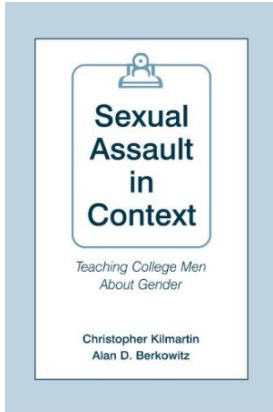 Sexual
Assault
in
Context
Teaching College Men
About Gender
Christopher Kilmartin
Alan D. Berkowitz